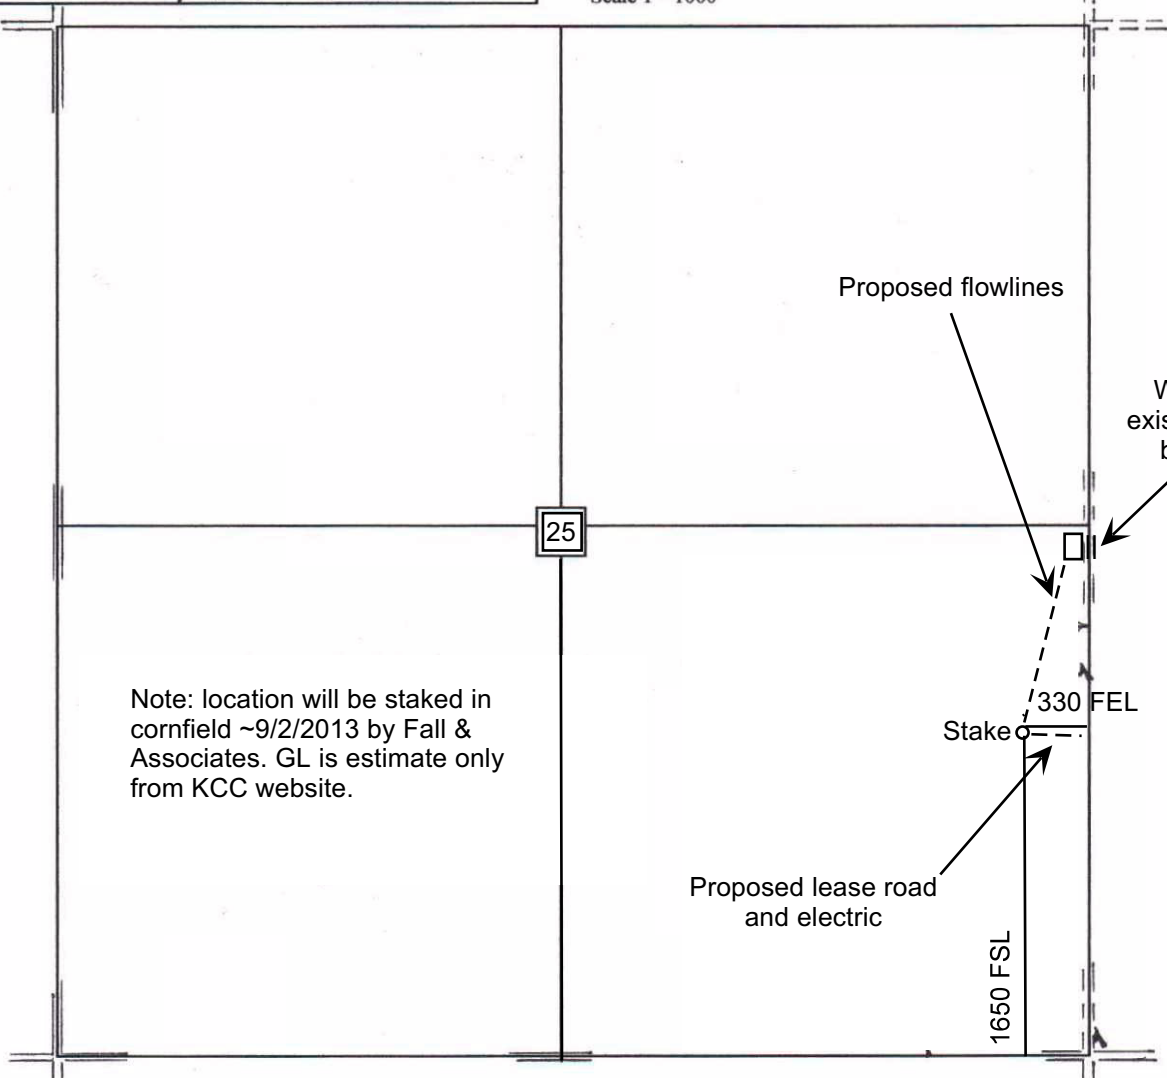 Proposed flowlines
25
330 FEL
Stake
Note: location will be staked in
cornfield ~9/2/2013 by Fall &
Associates. GL is estimate only
from KCC website.
Proposed lease road
and electric
1650 FSL